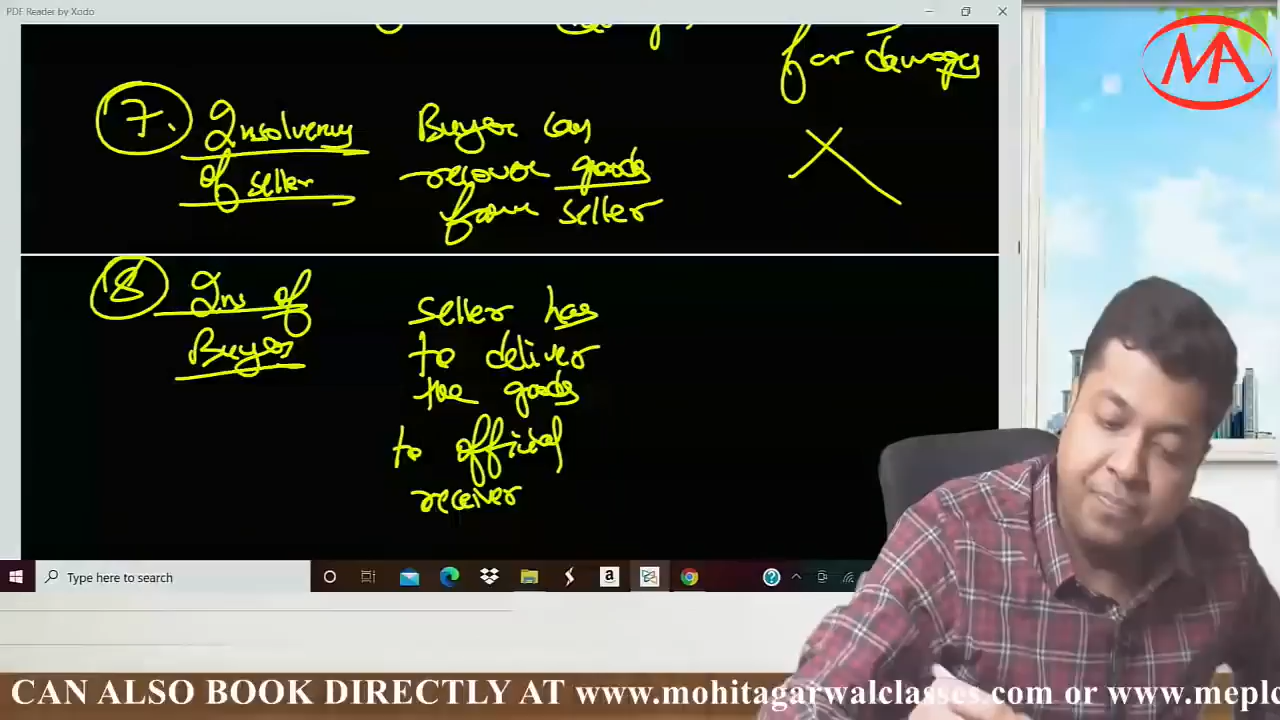 PDF Reader by Xodo
for damages
7. Insolvency of seller
Buyer can
recover goods
from seller
8 Ins of
Buyer
seller has
to deliver
the goods
to official
receiver
MA
Type here to search
CAN ALSO BOOK DIRECTLY AT www.mohitagarwalclasses.com or www.meplc